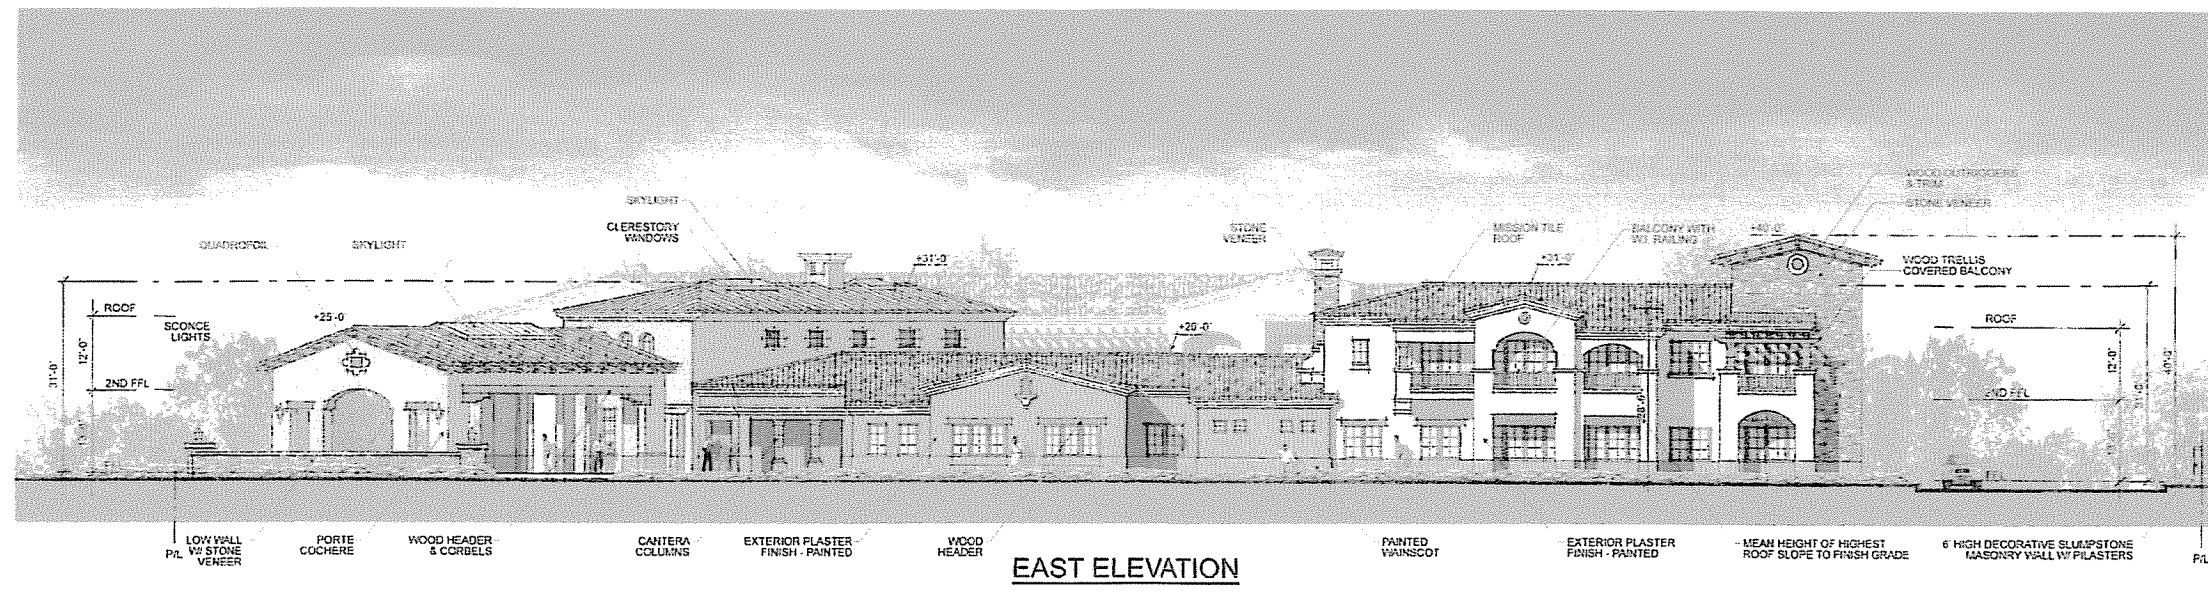 WOOD OUTRIGGERS
& TRIM
SKYLIGHT
STONE VENEER
CLERESTORY
WINDOWS
STONE
VENEER
MISSION TILE
ROOF
BALCONY WITH
W.I. RAILING
+40'-0"
QUADROFOIL
SKYLIGHT
+31'-0"
+31'-0"
WOOD TRELLIS
COVERED BALCONY
ROOF
SCONCE
LIGHTS
+25'-0"
ROOF
31'-0"
12'-0"
2ND FFL
12'-0"
31'-0"
40'-0"
2ND FFL
FFL
P/L
LOW WALL
W/ STONE
VENEER
PORTE
COCHERE
WOOD HEADER
& CORBELS
CANTERA
COLUMNS
EXTERIOR PLASTER
FINISH - PAINTED
WOOD
HEADER
PAINTED
WAINSCOT
EXTERIOR PLASTER
FINISH - PAINTED
MEAN HEIGHT OF HIGHEST
ROOF SLOPE TO FINISH GRADE
6' HIGH DECORATIVE SLUMPSTONE
MASONRY WALL W/ PILASTERS
P/L
EAST ELEVATION